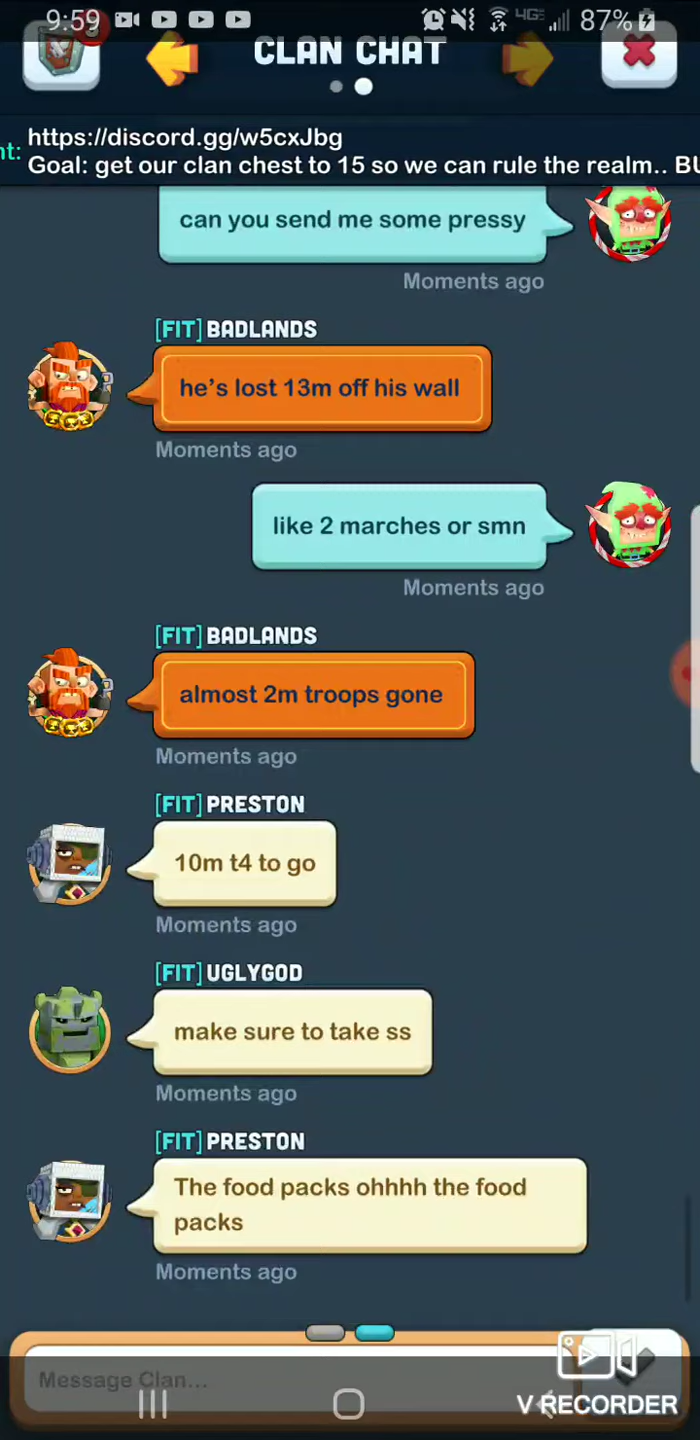 9:59
4GE 87%
CLAN CHAT
nt: https://discord.gg/w5cxJbg
Goal: get our clan chest to 15 so we can rule the realm.. BU
can you send me some pressy
Moments ago
[FIT] BADLANDS
he's lost 13m off his wall
Moments ago
like 2 marches or smn
Moments ago
[FIT] BADLANDS
almost 2m troops gone
Moments ago
[FIT] PRESTON
10m t4 to go
Moments ago
[FIT] UGLYGOD
make sure to take ss
Moments ago
[FIT] PRESTON
The food packs ohhhh the food
packs
Moments ago
Message Clan...
V RECORDER